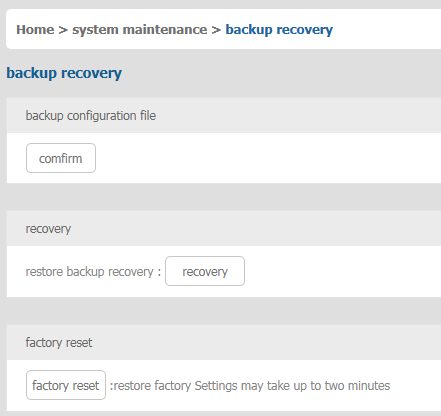 Home > system maintenance > backup recovery
backup recovery
backup configuration file
comfirm
recovery
restore backup recovery : recovery
factory reset
factory reset :restore factory Settings may take up to two minutes